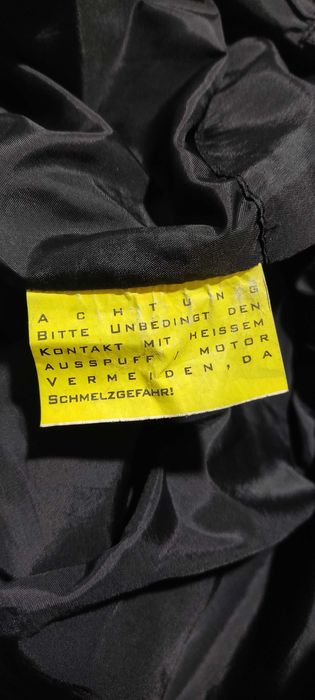 ACHTUNG
BITTE UNBEDINGT DEN
KONTAKT MIT HEISSEM
AUSSPUFF / MOTOR
VERMEIDEN, DA
SCHMELZGEFAHR!